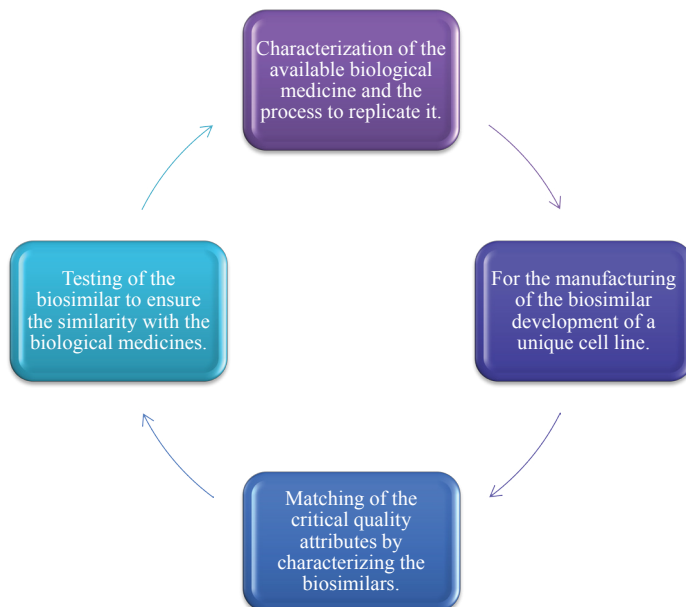 Characterization of the
available biological
medicine and the
process to replicate it.
For the manufacturing
of the biosimilar
development of a
unique cell line.
Matching of the
critical quality
attributes by
characterizing the
biosimilars.
Testing of the
biosimilar to ensure
the similarity with the
biological medicines.